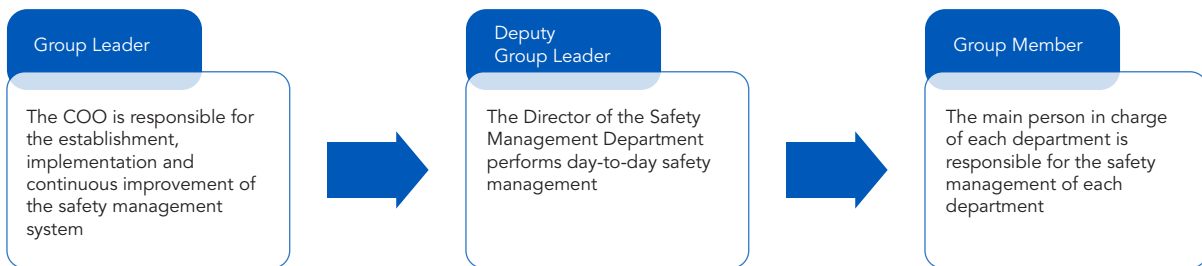 Group Leader
The COO is responsible for
the establishment,
implementation and
continuous improvement of
the safety management
system
Deputy
Group Leader
The Director of the Safety
Management Department
performs day-to-day safety
management
Group Member
The main person in charge
of each department is
responsible for the safety
management of each
department